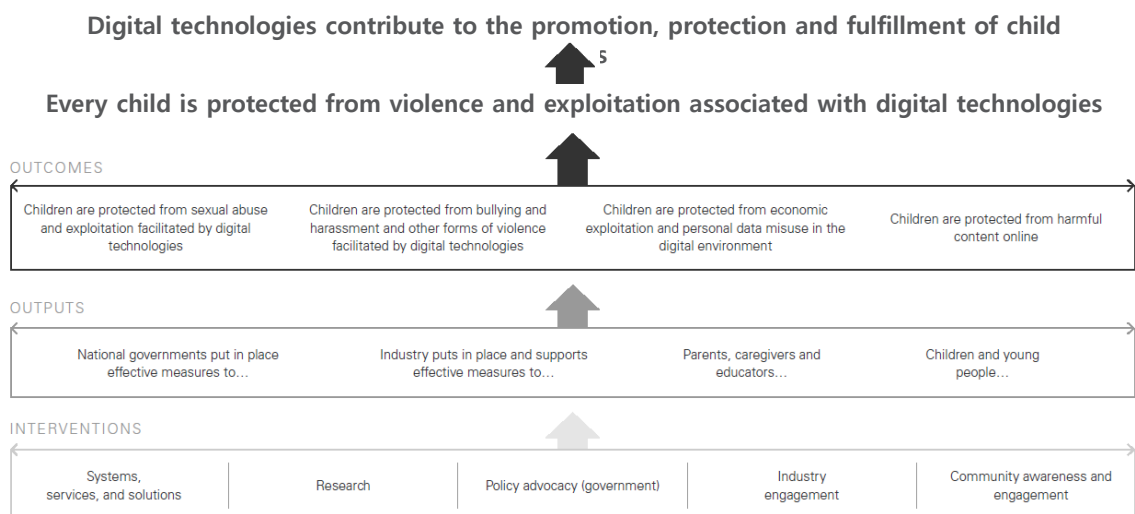 Digital technologies contribute to the promotion, protection and fulfillment of child
s
Every child is protected from violence and exploitation associated with digital technologies
OUTCOMES
Children are protected from sexual abuse
and exploitation facilitated by digital
technologies
Children are protected from bullying and
harassment and other forms of violence
facilitated by digital technologies
Children are protected from economic
exploitation and personal data misuse in the
digital environment
Children are protected from harmful
content online
OUTPUTS
National governments put in place
effective measures to…
Industry puts in place and supports
effective measures to…
Parents, caregivers and
educators…
Children and young
people…
INTERVENTIONS
Systems,
services, and solutions
Research
Policy advocacy (government)
Industry
engagement
Community awareness and
engagement